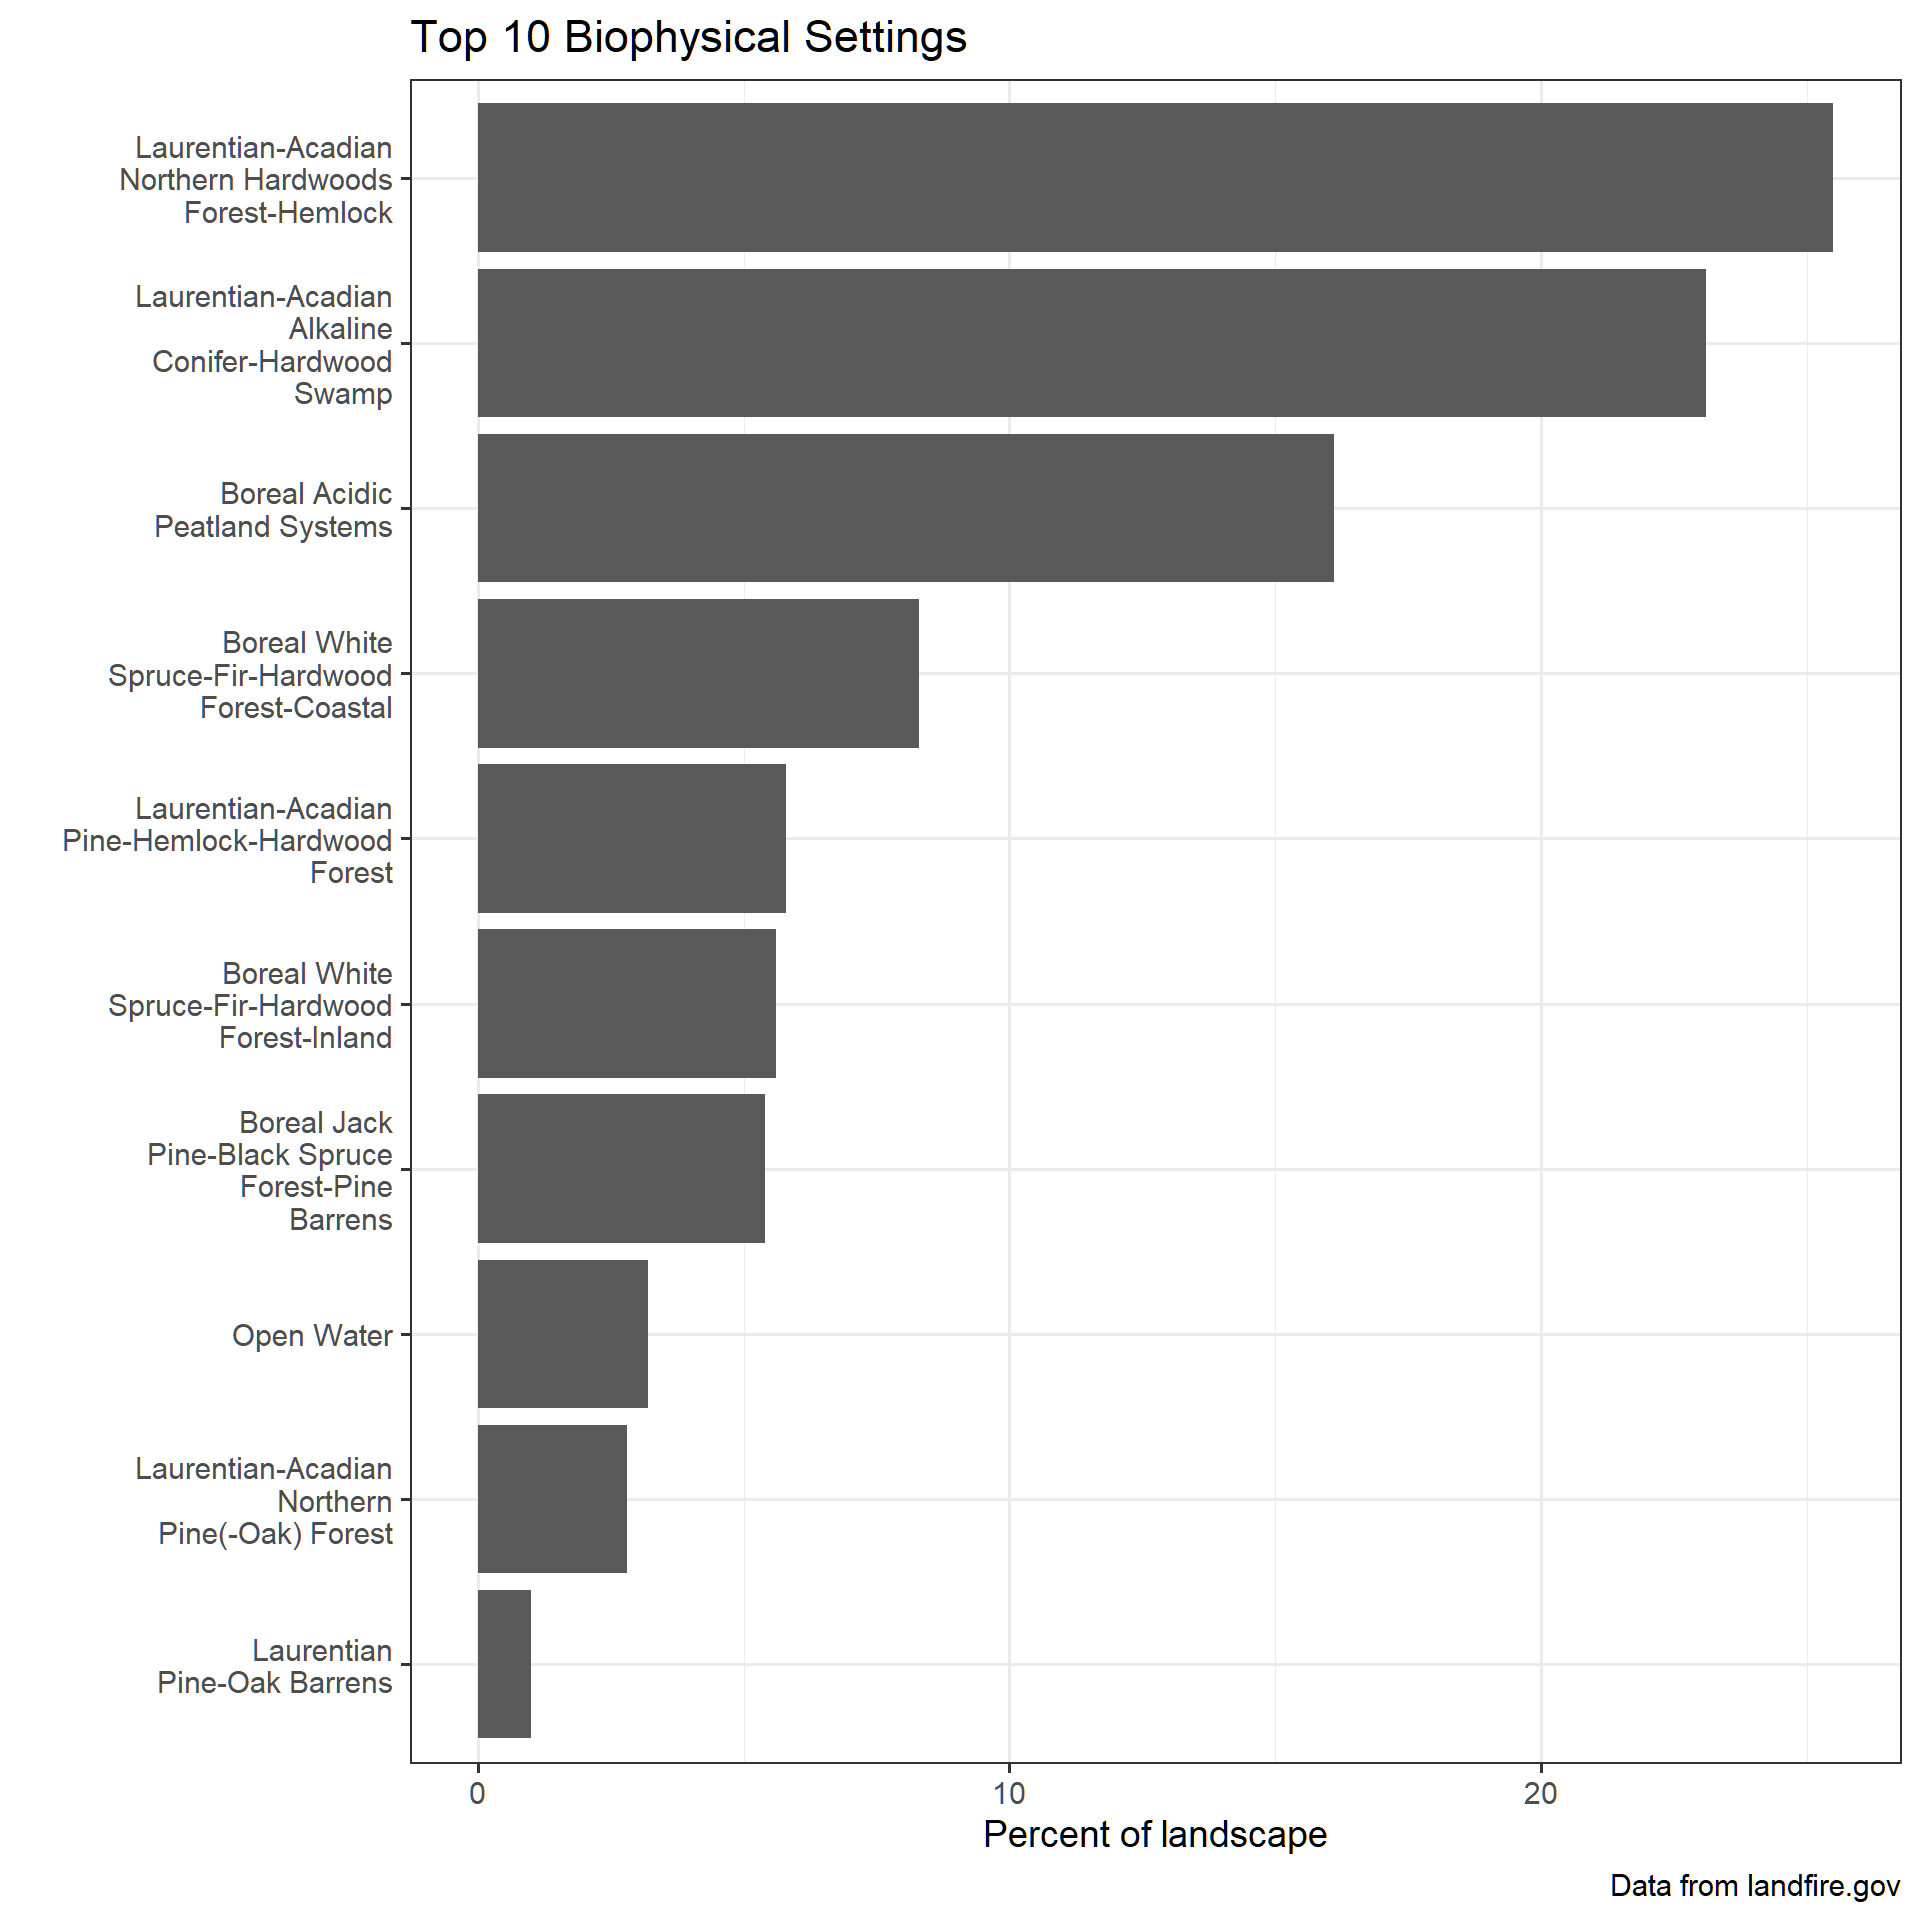 Top 10 Biophysical Settings
Laurentian-Acadian
Northern Hardwoods
Forest-Hemlock
Laurentian-Acadian
Alkaline
Conifer-Hardwood
Swamp
Boreal Acidic
Peatland Systems
Boreal White
Spruce-Fir-Hardwood
Forest-Coastal
Laurentian-Acadian
Pine-Hemlock-Hardwood
Forest
Boreal White
Spruce-Fir-Hardwood
Forest-Inland
Boreal Jack
Pine-Black Spruce
Forest-Pine
Barrens
Open Water
Laurentian-Acadian
Northern
Pine(-Oak) Forest
Laurentian
Pine-Oak Barrens
0 10 20
Percent of landscape
Data from landfire.gov